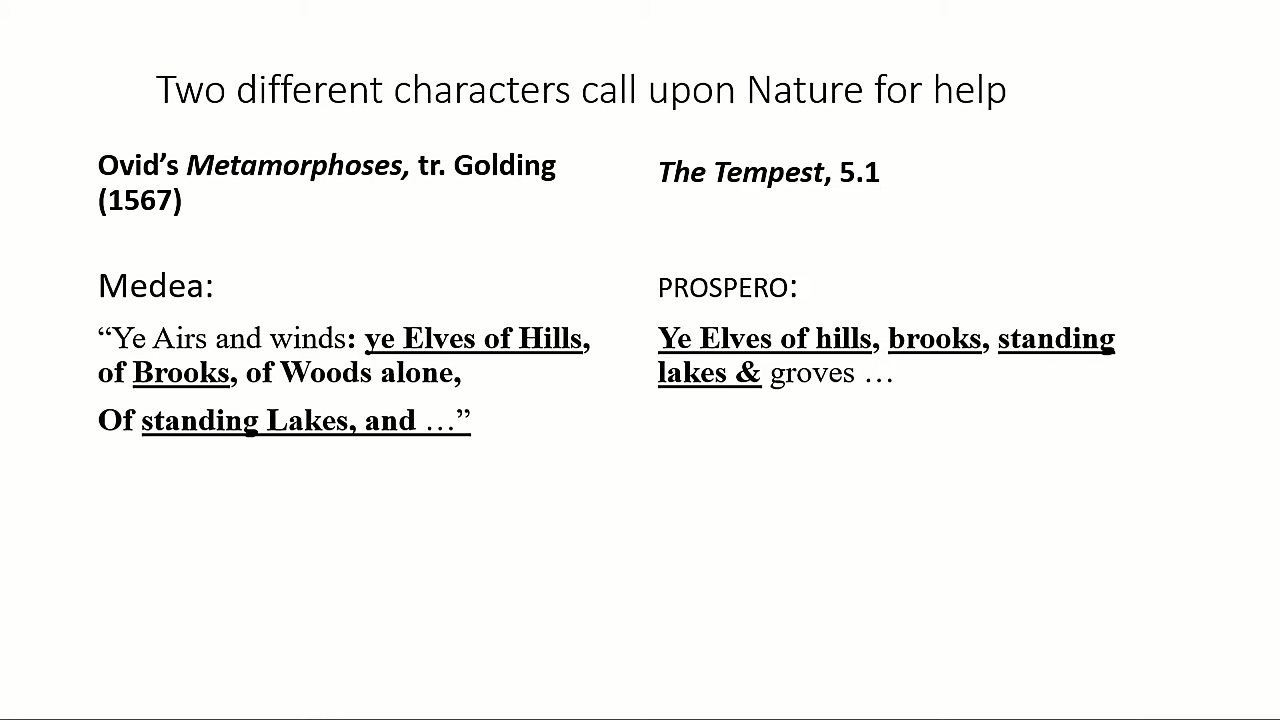 Two different characters call upon Nature for help
Ovid’s Metamorphoses, tr. Golding
(1567)
Medea:
“Ye Airs and winds: ye Elves of Hills,
of Brooks, of Woods alone,
Of standing Lakes, and …”
The Tempest, 5.1
PROSPERO:
Ye Elves of hills, brooks, standing
lakes & groves …